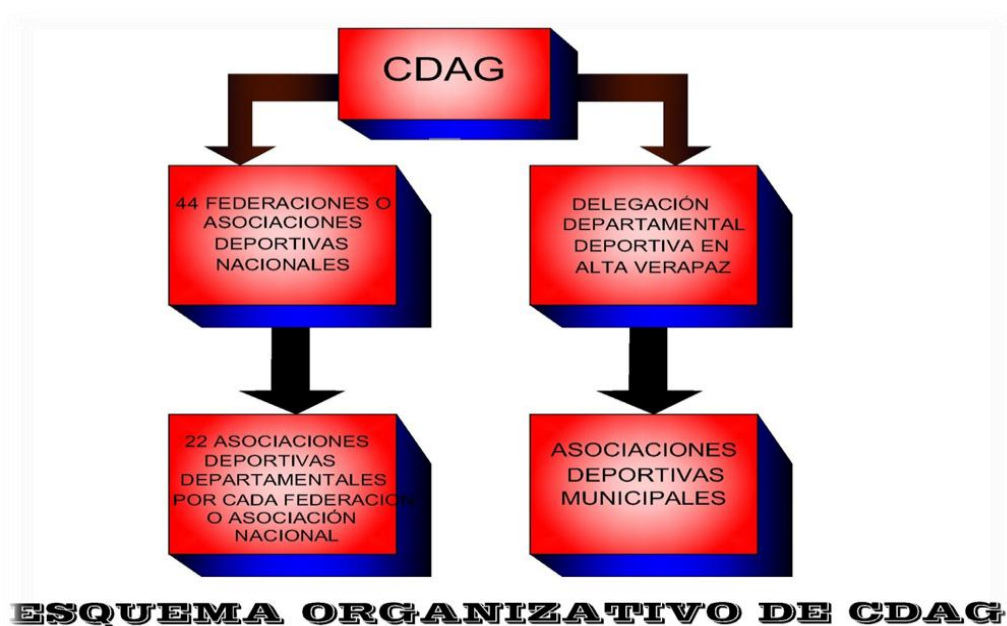 CDAG
44 FEDERACIONES O
ASOCIACIONES
DEPORTIVAS
NACIONALES
DELEGACIÓN
DEPARTAMENTAL
DEPORTIVA EN
ALTA VERAPAZ
22 ASOCIACIONES
DEPORTIVAS
DEPARTAMENTALES
POR CADA FEDERACIÓN
O ASOCIACIÓN
NACIONAL
ASOCIACIONES
DEPORTIVAS
MUNICIPALES
ESQUEMA ORGANIZATIVO DE CDAG